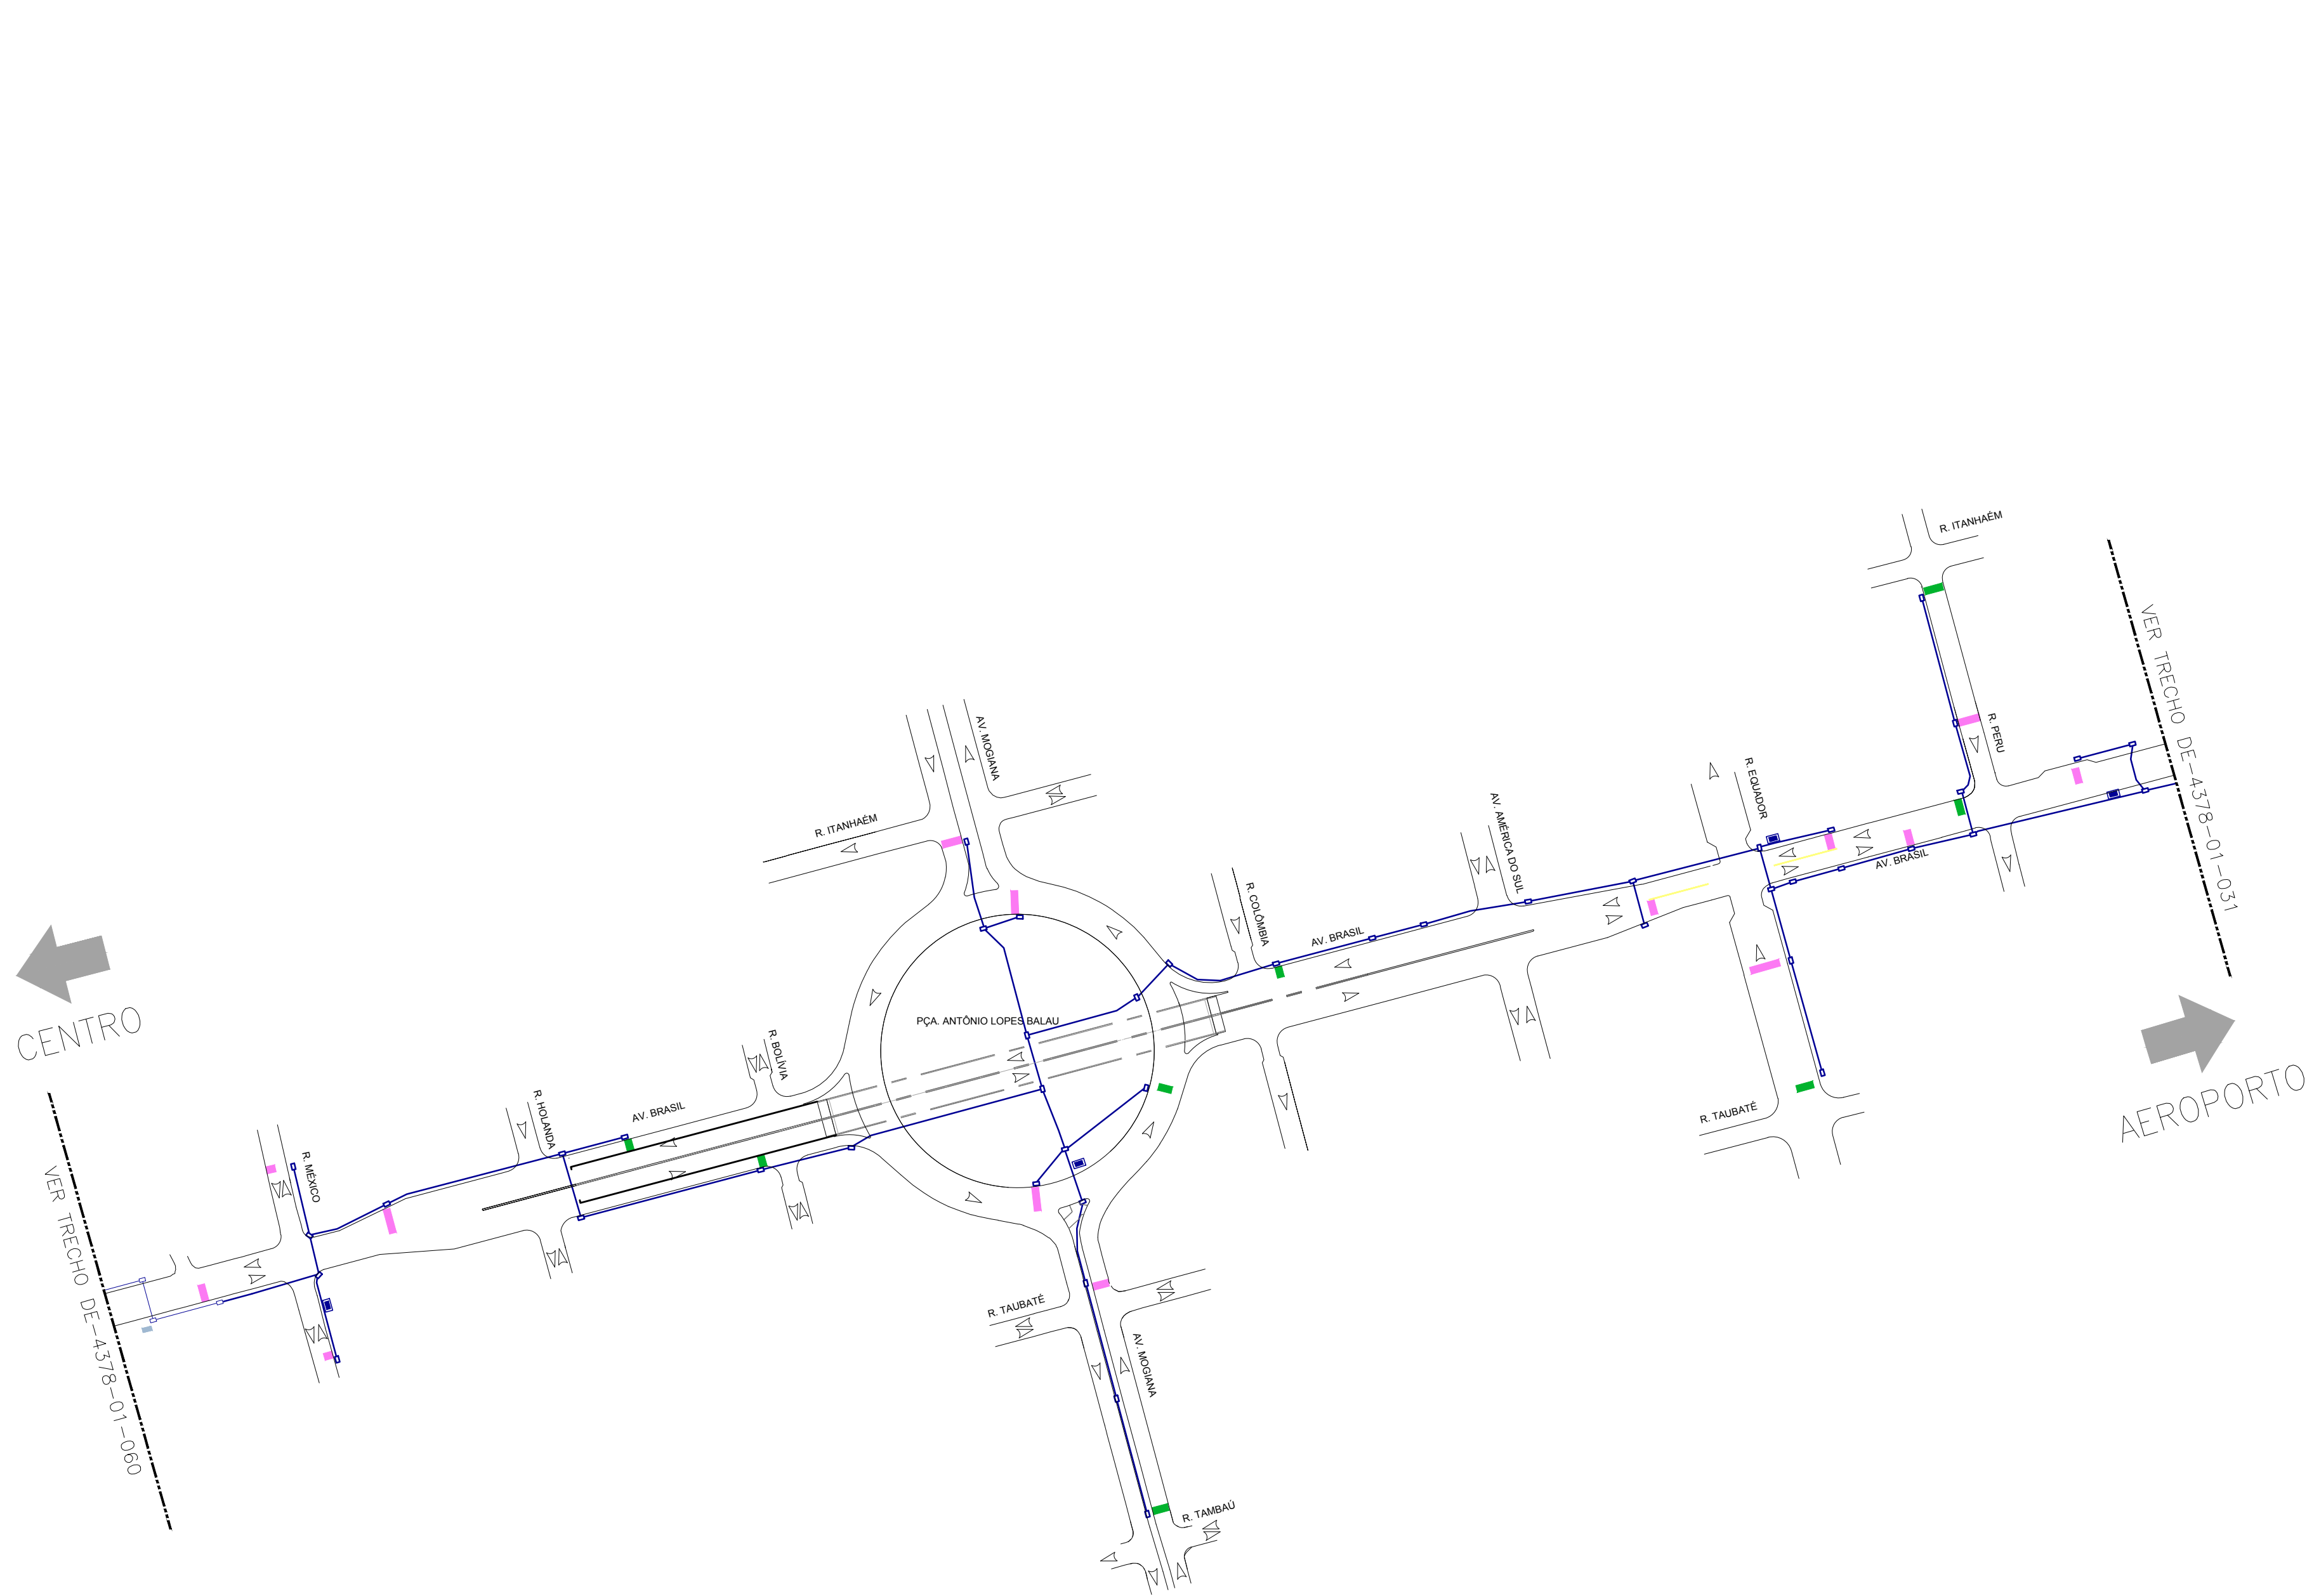 R. ITANHAÉM
VER TRECHO DE-4378-01-031
R. PERU
AV. MOGIANA
R. EQUADOR
AV. AMÉRICA DO SUL
R. ITANHAÉM
AV. BRASIL
R. COLÔMBIA
AV. BRASIL
CENTRO
PÇA. ANTÔNIO LOPES BALAU
R. BOLÍVIA
AEROPORTO
R. HOLANDA
AV. BRASIL
R. TAUBATÉ
R. MÉXICO
VER TRECHO DE-4378-01-060
R. TAUBATÉ
AV. MOGIANA
R. TAMBAÚ